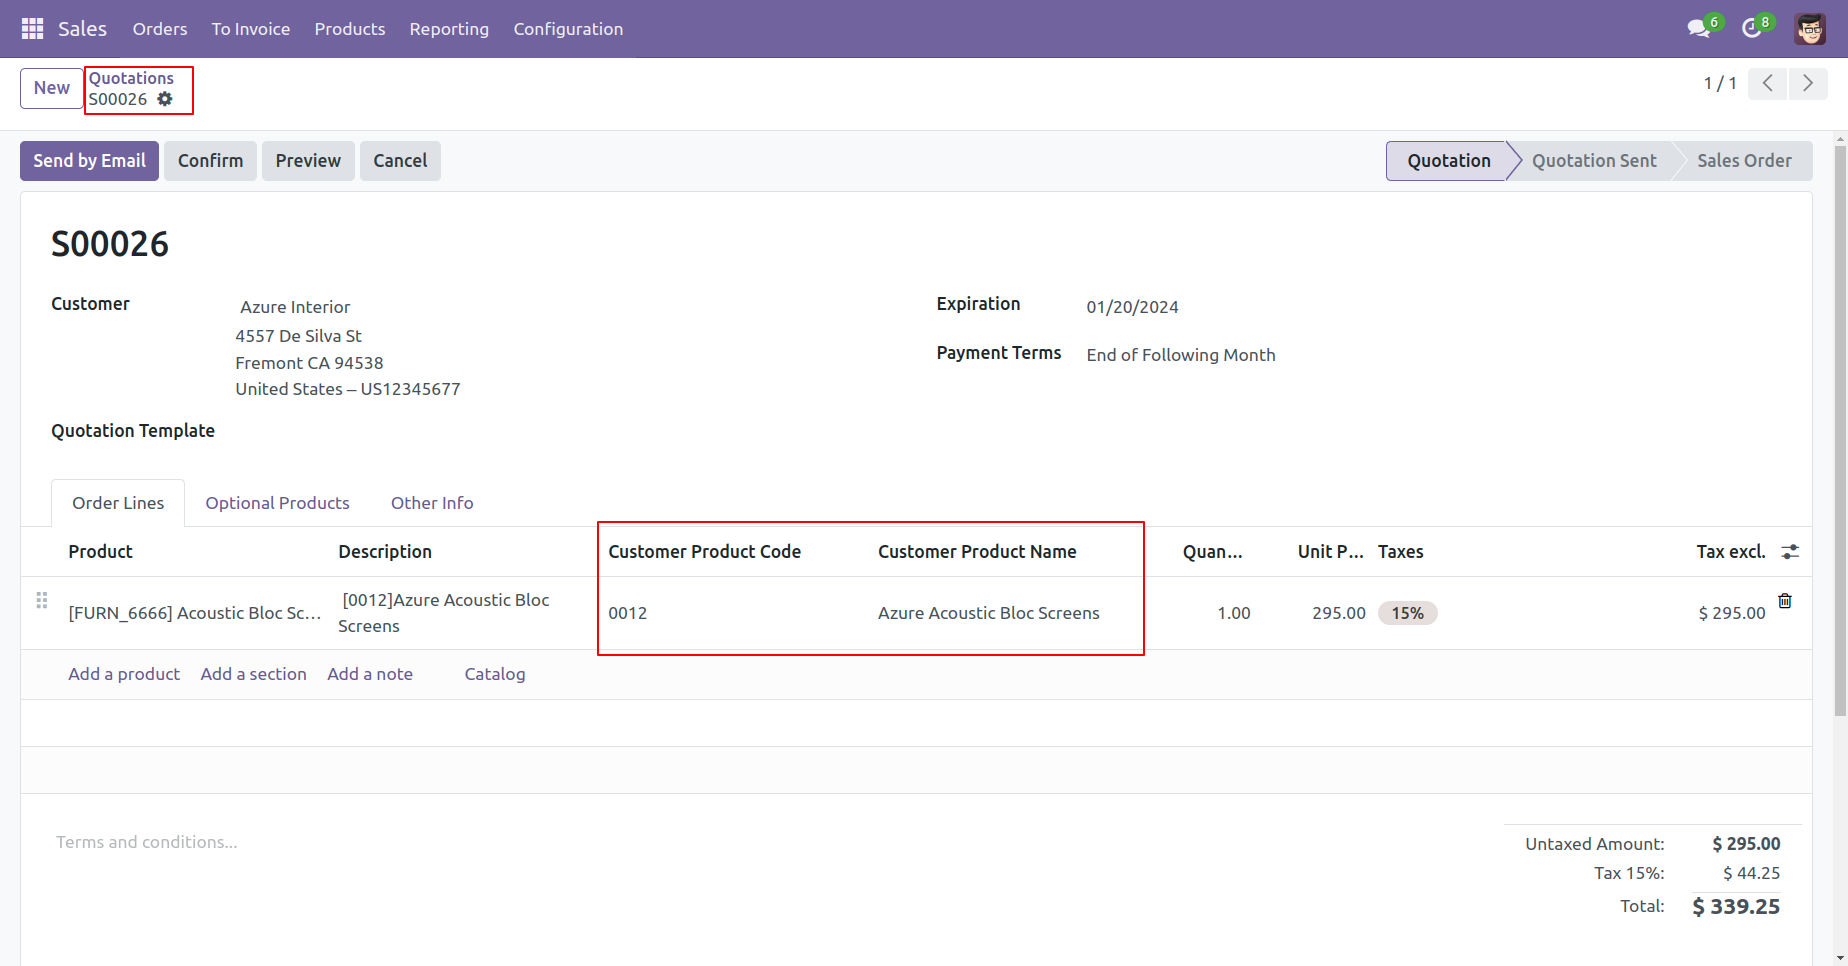 Sales Orders To Invoice Products Reporting Configuration 6 8
New Quotations
S00026
1 / 1
Send by Email Confirm Preview Cancel Quotation Quotation Sent Sales Order
S00026
Customer Azure Interior
4557 De Silva St
Fremont CA 94538
United States – US12345677
Expiration 01/20/2024
Payment Terms End of Following Month
Quotation Template
Order Lines Optional Products Other Info
Product Description Customer Product Code Customer Product Name Quan... Unit P... Taxes Tax excl.
[FURN_6666] Acoustic Bloc Sc... [0012]Azure Acoustic Bloc
Screens
0012 Azure Acoustic Bloc Screens 1.00 295.00 15% $ 295.00
Add a product Add a section Add a note Catalog
Terms and conditions...
Untaxed Amount: $ 295.00
Tax 15%: $ 44.25
Total: $ 339.25